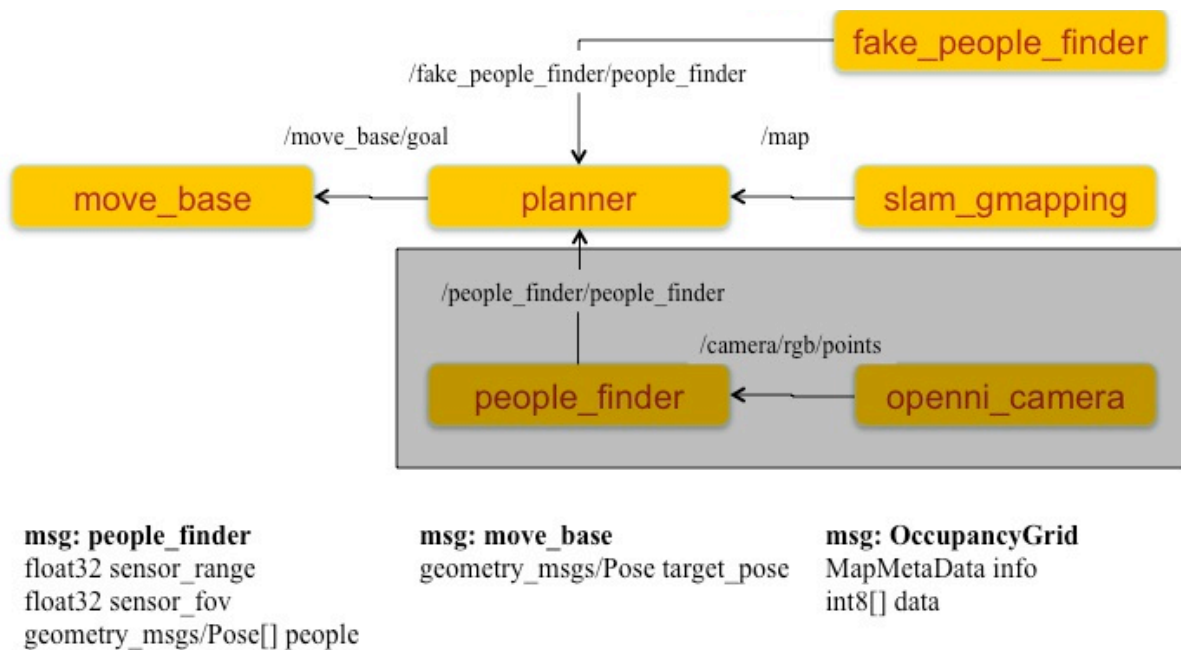 fake_people_finder
/fake_people_finder/people_finder
/move_base/goal
/map
move_base
planner
slam_gmapping
/people_finder/people_finder
/camera/rgb/points
people_finder
openni_camera
msg: people_finder
float32 sensor_range
float32 sensor_fov
geometry_msgs/Pose[] people
msg: move_base
geometry_msgs/Pose target_pose
msg: OccupancyGrid
MapMetaData info
int8[] data